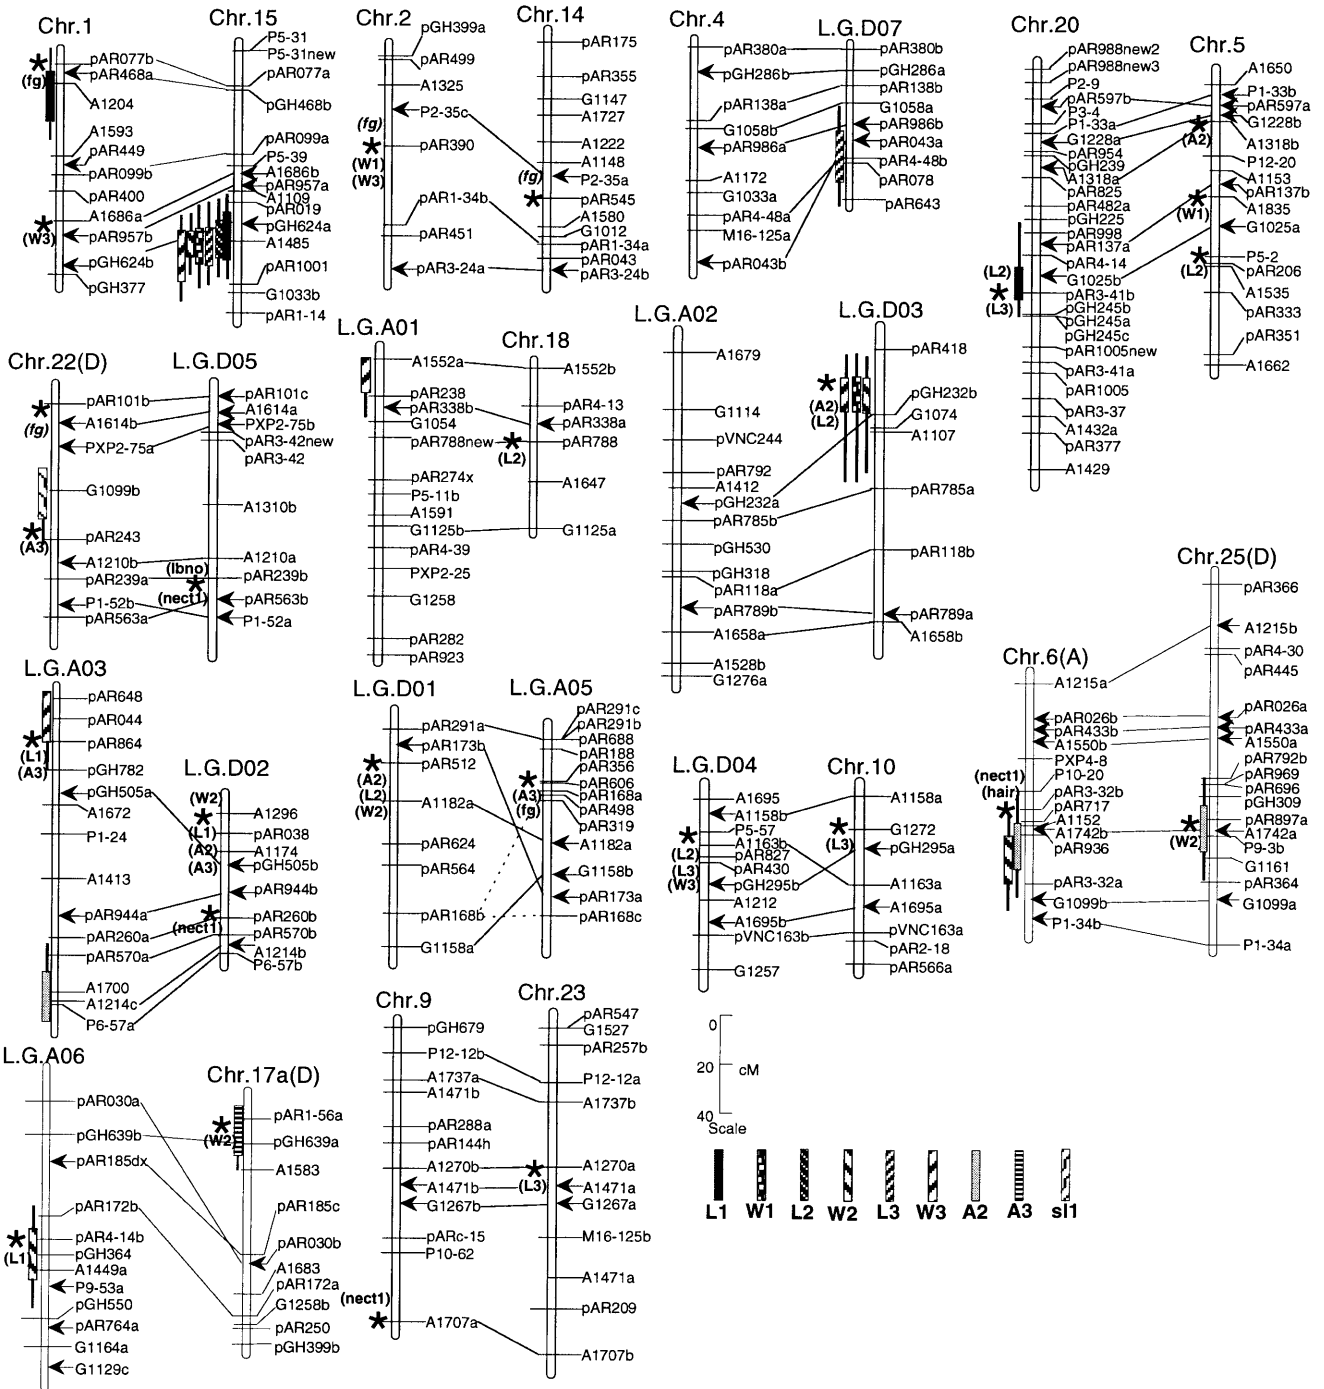 Chr.1
pAR077b
pAR468a
(fg)
A1204
A1593
pAR449
pAR099b
pAR400
A1686a
(W3)
pAR957b
pGH624b
pGH377
Chr.15
P5-31
P5-31new
pAR077a
pGH468b
pAR099a
P5-39
A1686b
pAR957a
A1109
pAR019
pGH624a
A1485
pAR1001
G1033b
pAR1-14
Chr.2
pGH399a
pAR499
A1325
P2-35c
(fg)
pAR390
(W1)
(W3)
pAR1-34b
pAR451
pAR3-24a
Chr.14
pAR175
pAR355
G1147
A1727
A1222
A1148
(fg)
P2-35a
pAR545
A1580
G1012
pAR1-34a
pAR043
pAR3-24b
Chr.4
pAR380a
pGH286b
pAR138a
G1058b
pAR986a
A1172
G1033a
pAR4-48a
M16-125a
pAR043b
L.G.D07
pAR380b
pGH286a
pAR138b
G1058a
pAR986b
pAR043a
pAR4-48b
pAR078
pAR643
Chr.20
pAR988new2
pAR988new3
P2-9
pAR597b
P3-4
P1-33a
G1228a
pAR954
pGH239
A1318a
pAR825
pAR482a
pGH225
pAR998
pAR137a
pAR4-14
(L2)
G1025b
pAR3-41b
(L3)
pGH245b
pGH245a
pGH245c
pAR1005new
pAR3-41a
pAR1005
pAR3-37
A1432a
pAR377
A1429
Chr.5
A1650
P1-33b
pAR597a
G1228b
(A2)
A1318b
P12-20
A1153
pAR137b
A1835
(W1)
G1025a
P5-2
(L2)
pAR206
A1535
pAR333
pAR351
A1662
Chr.22(D)
pAR101b
(fg)
A1614b
PXP2-75a
G1099b
pAR243
(A3)
A1210b
pAR239a
P1-52b
pAR563a
L.G.D05
pAR101c
A1614a
PXP2-75b
pAR3-42new
pAR3-42
A1310b
A1210a
(lbno)
pAR239b
(nect1)
pAR563b
P1-52a
L.G.A01
A1552a
pAR238
pAR338b
G1054
pAR788new
pAR274x
P5-11b
A1591
G1125b
pAR4-39
PXP2-25
G1258
pAR282
pAR923
Chr.18
A1552b
pAR4-13
pAR338a
pAR788
(L2)
A1647
G1125a
L.G.A02
A1679
G1114
pVNC244
pAR792
A1412
pGH232a
pAR785b
pGH530
pGH318
pAR118a
pAR789b
A1658a
A1528b
G1276a
L.G.D03
pAR418
pGH232b
(A2)
G1074
(L2)
A1107
pAR785a
pAR118b
pAR789a
A1658b
L.G.A03
pAR648
pAR044
pAR864
(L1)
(A3)
pGH782
pGH505a
A1672
P1-24
A1413
pAR944a
pAR260a
pAR570a
A1700
A1214c
P6-57a
L.G.D02
(W2)
A1296
(L1)
pAR038
(A2)
A1174
(A3)
pGH505b
pAR944b
pAR260b
(nect1)
pAR570b
A1214b
P6-57b
L.G.D01
pAR291a
pAR173b
pAR512
(A2)
(L2)
A1182a
(W2)
pAR624
pAR564
pAR168b
G1158a
L.G.A05
pAR291c
pAR291b
pAR688
pAR188
pAR356
pAR606
(A3)
pAR168a
(fg)
pAR498
pAR319
A1182a
G1158b
pAR173a
pAR168c
L.G.D04
A1695
A1158b
P5-57
A1163b
(L2)
pAR827
(L3)
pAR430
(W3)
pGH295b
A1212
A1695b
pVNC163b
G1257
Chr.10
A1158a
G1272
(L3)
pGH295a
A1163a
A1695a
pVNC163a
pAR2-18
pAR566a
Chr.6(A)
A1215a
pAR026b
pAR433b
A1550b
PXP4-8
(nect1)
P10-20
(hair)
pAR3-32b
pAR717
A1152
A1742b
pAR936
pAR3-32a
G1099b
P1-34b
Chr.25(D)
pAR366
A1215b
pAR4-30
pAR445
pAR026a
pAR433a
A1550a
pAR792b
pAR969
pAR696
pGH309
pAR897a
(W2)
A1742a
P9-3b
G1161
pAR364
G1099a
P1-34a
L.G.A06
pAR030a
pGH639b
pAR185dx
pAR172b
pAR4-14b
(L1)
pGH364
A1449a
P9-53a
pGH550
pAR764a
G1164a
G1129c
Chr.17a(D)
pAR1-56a
(W2)
pGH639a
A1583
pAR185c
pAR030b
A1683
pAR172a
G1258b
pAR250
pGH399b
Chr.9
pGH679
P12-12b
A1737a
A1471b
pAR288a
pAR144h
A1270b
A1471b
G1267b
pARc-15
P10-62
(nect1)
A1707a
Chr.23
pAR547
G1527
pAR257b
P12-12a
A1737b
A1270a
(L3)
A1471a
G1267a
M16-125b
A1471a
pAR209
A1707b
0
20
cM
40
Scale
L1 W1 L2 W2 L3 W3 A2 A3 sl1